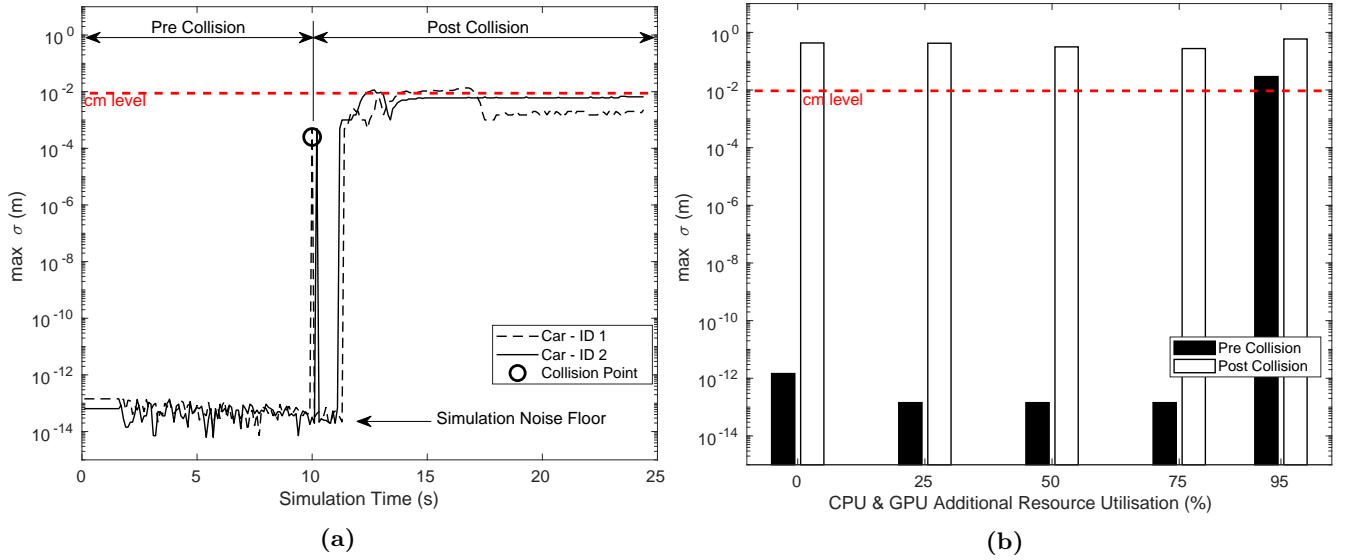 Pre Collision
Post Collision
10^0
10^-2
10^-4
10^-6
10^-8
10^-10
10^-12
10^-14
max σ (m)
cm level
Car - ID 1
Car - ID 2
Collision Point
Simulation Noise Floor
0 5 10 15 20 25
Simulation Time (s)
(a)
10^0
10^-2
10^-4
10^-6
10^-8
10^-10
10^-12
10^-14
max σ (m)
cm level
Pre Collision
Post Collision
0 25 50 75 95
CPU & GPU Additional Resource Utilisation (%)
(b)